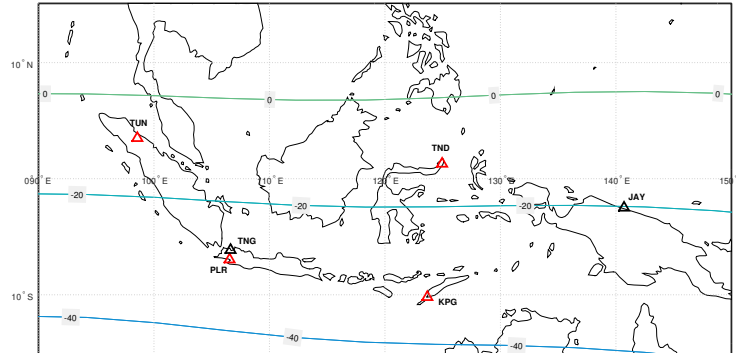 10° N
0
0
0
0
TUN
TND
090° E
100° E
110° E
120° E
130° E
140° E
150°
-20
-20
-20
JAY
TNG
PLR
10° S
KPG
-40
-40
-40